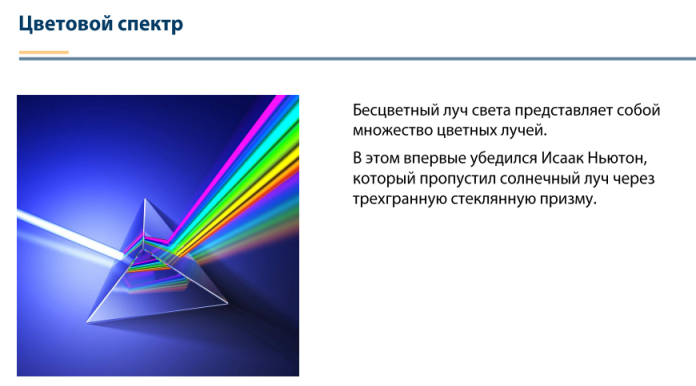 Цветовой спектр
Бесцветный луч света представляет собой
множество цветных лучей.
В этом впервые убедился Исаак Ньютон,
который пропустил солнечный луч через
трехгранную стеклянную призму.